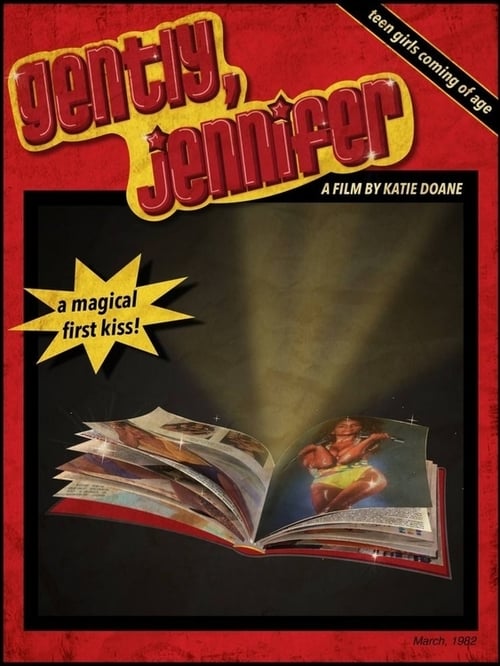 teen girls coming of age
gently,
jennifer
A FILM BY KATIE DOANE
a magical
first kiss!
March, 1982